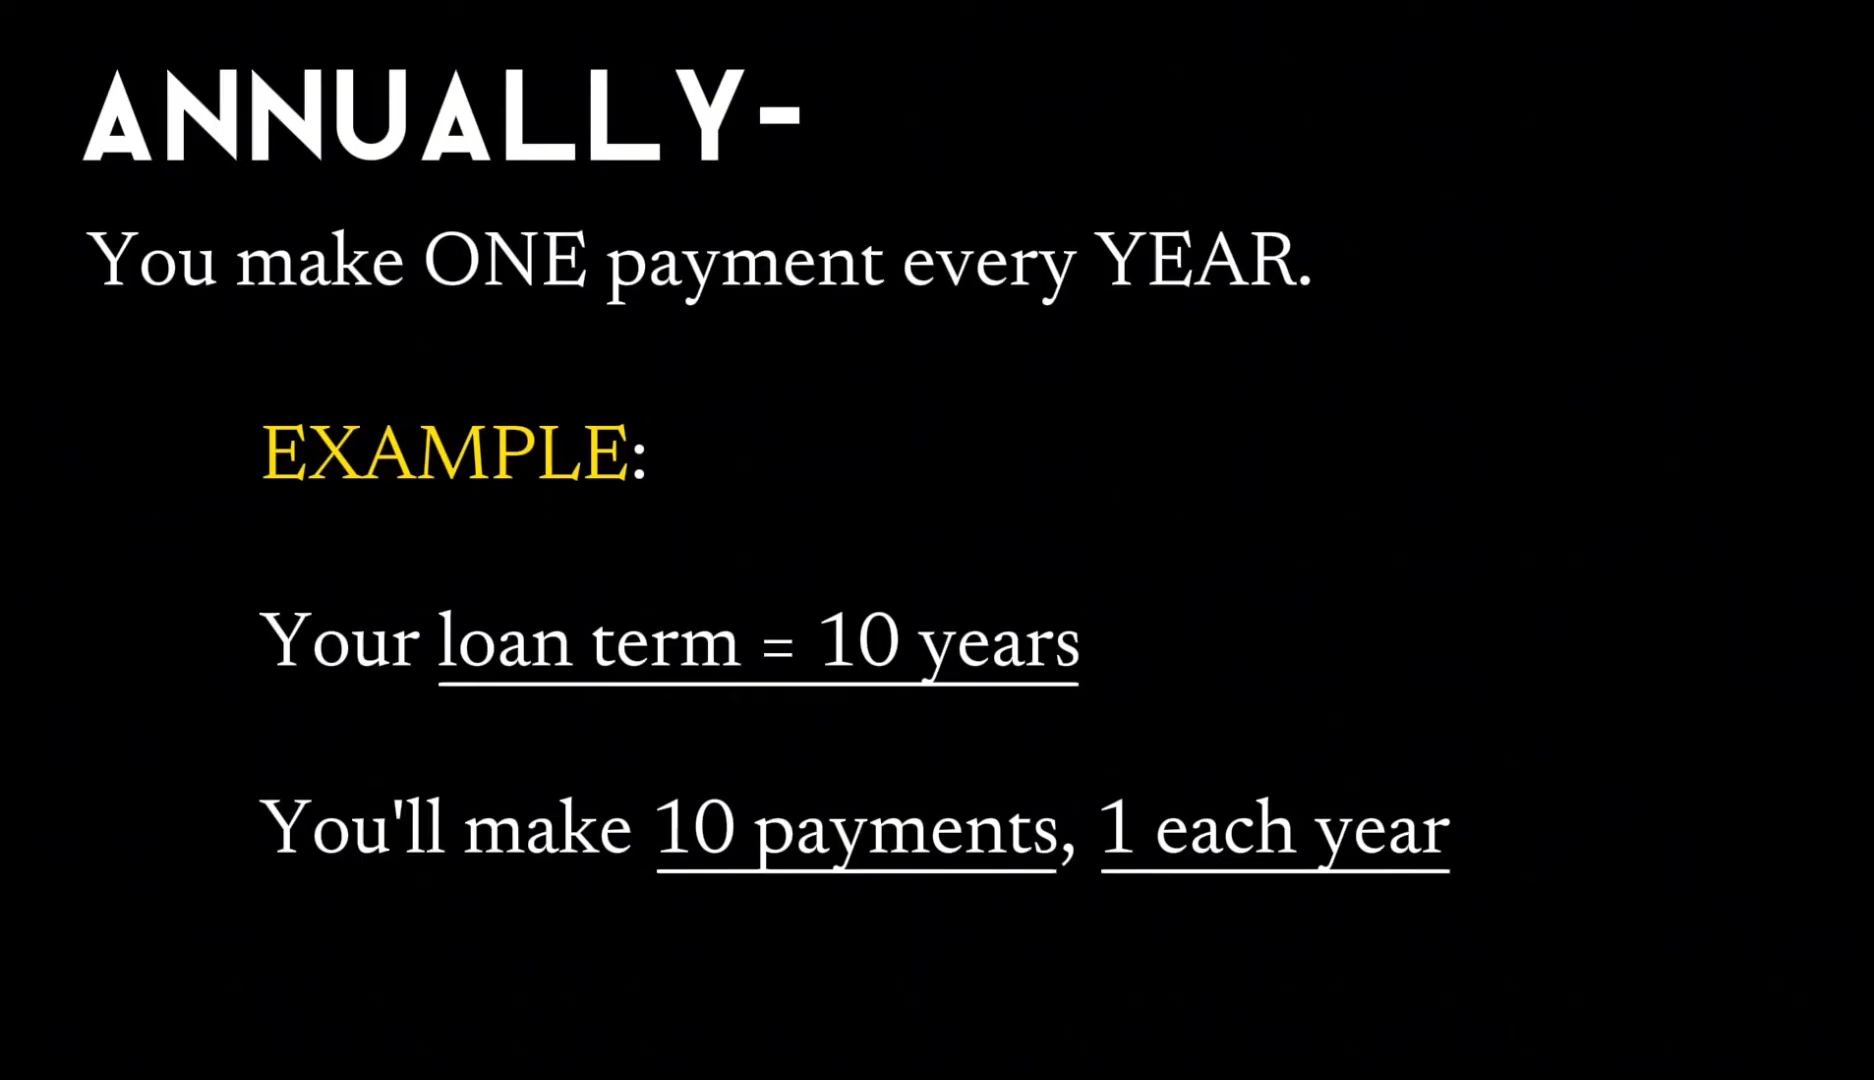 ANNUALLY-
You make ONE payment every YEAR.
EXAMPLE:
Your loan term = 10 years
You'll make 10 payments, 1 each year